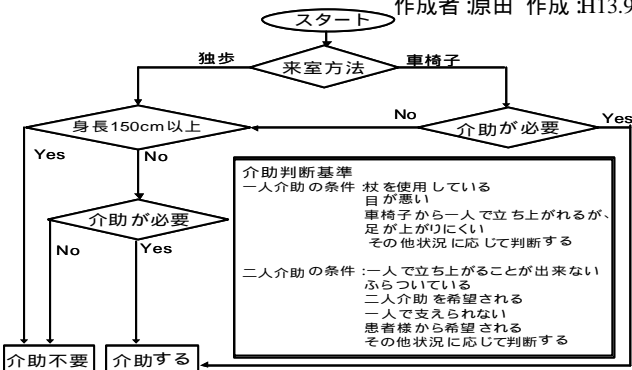 作成者:原田 作成:H13.9
スタート
来室方法
独歩
車椅子
身長150cm以上
No
介助が必要
Yes
Yes
No
介助が必要
No
Yes
介助判断基準
一人介助の条件:杖を使用している
目が悪い
車椅子から一人で立ち上がれるが、
足が上がりにくい
その他状況に応じて判断する
二人介助の条件:一人で立ち上がることが出来ない
ふらついている
二人介助を希望される
一人で支えられない
患者様から希望される
その他状況に応じて判断する
介助不要
介助する